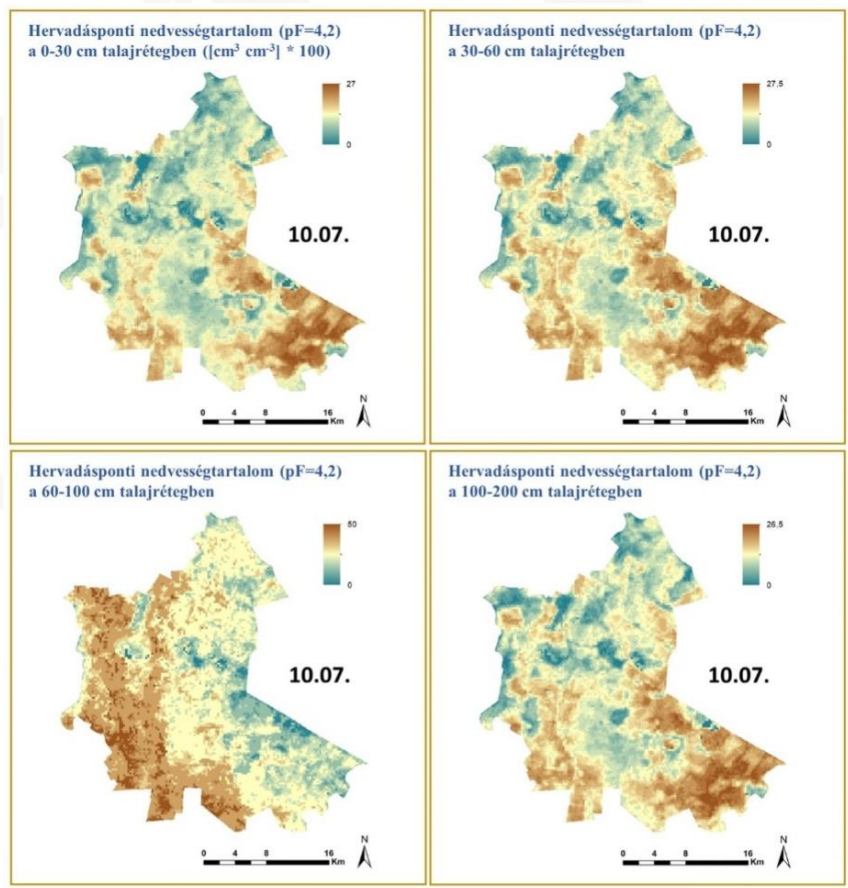 Hervadásponti nedvességtartalom (pF=4,2)
a 0-30 cm talajrétegben ([cm³ cm⁻³] * 100)
27
0
10.07.
N
0 4 8 16
Km
Hervadásponti nedvességtartalom (pF=4,2)
a 30-60 cm talajrétegben
27,5
0
10.07.
N
0 4 8 16
Km
Hervadásponti nedvességtartalom (pF=4,2)
a 60-100 cm talajrétegben
50
0
10.07.
N
0 4 8 16
Km
Hervadásponti nedvességtartalom (pF=4,2)
a 100-200 cm talajrétegben
26,5
0
10.07.
N
0 4 8 16
Km